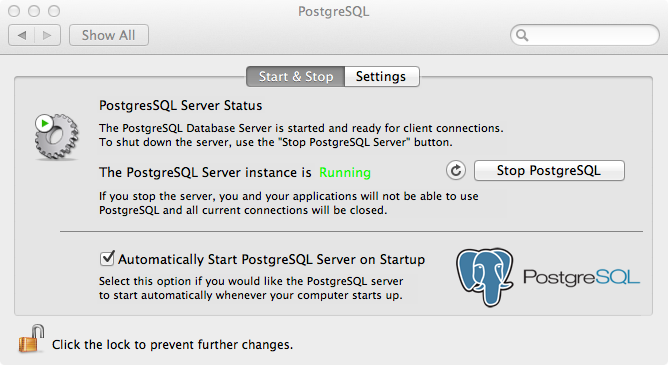 PostgreSQL
Show All
Start & Stop
Settings
PostgresSQL Server Status
The PostgreSQL Database Server is started and ready for client connections.
To shut down the server, use the "Stop PostgreSQL Server" button.
The PostgreSQL Server instance is Running
Stop PostgreSQL
If you stop the server, you and your applications will not be able to use
PostgreSQL and all current connections will be closed.
Automatically Start PostgreSQL Server on Startup
Select this option if you would like the PostgreSQL server
to start automatically whenever your computer starts up.
PostgreSQL
Click the lock to prevent further changes.